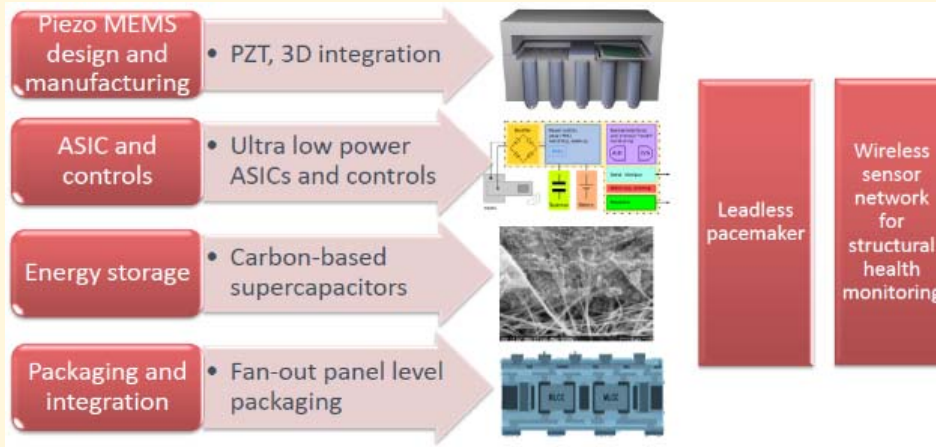 Piezo MEMS
design and
manufacturing
• PZT, 3D integration
ASIC and
controls
• Ultra low power
ASICs and controls
Energy storage
• Carbon-based
supercapacitors
Packaging and
integration
• Fan-out panel level
packaging
MLCC MLCC
Leadless
pacemaker
Wireless
sensor
network
for
structural
health
monitoring